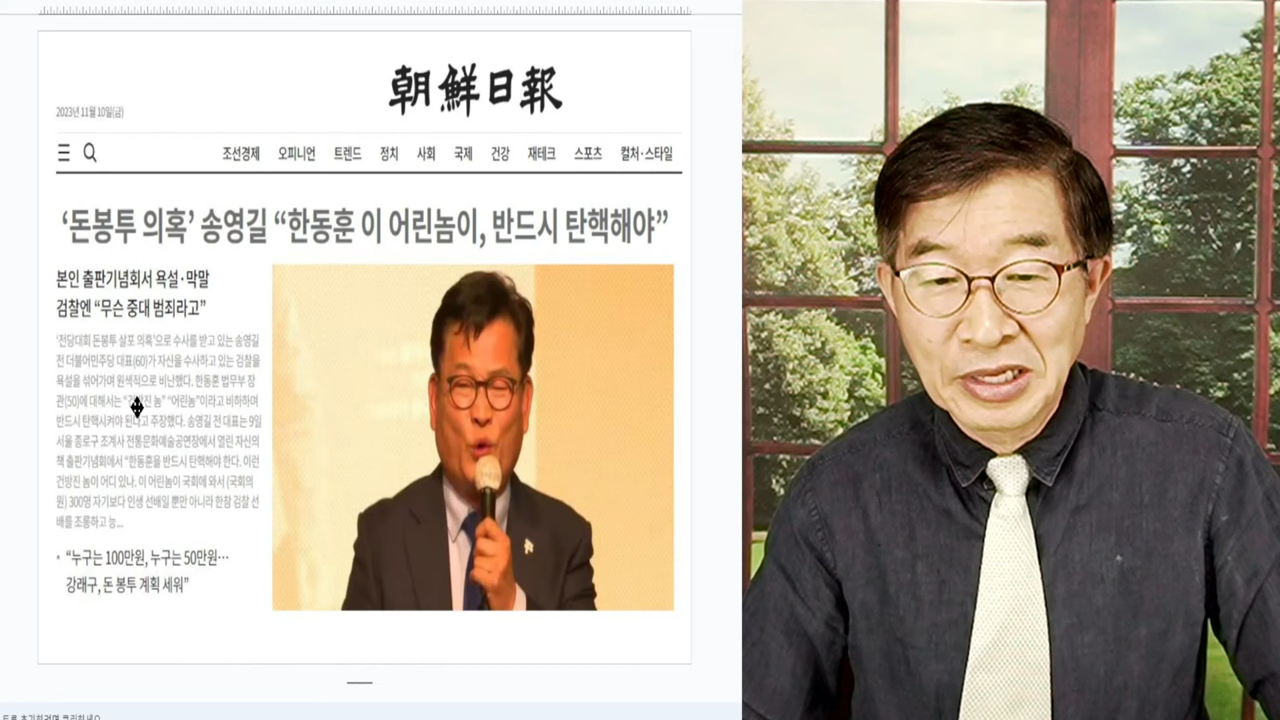 朝鮮日報
2023년 11월 10일(금)
조선경제 오피니언 트렌드 정치 사회 국제 건강 재테크 스포츠 컬처·스타일
‘돈봉투 의혹’ 송영길 “한동훈 이 어린놈이, 반드시 탄핵해야”
본인 출판기념회서 욕설·막말
검찰엔 “무슨 중대 범죄라고”
‘전당대회 돈봉투 살포 의혹’으로 수사를 받고 있는 송영길
전 더불어민주당 대표(60)가 자신을 수사하고 있는 검찰을
욕설을 섞어가며 원색적으로 비난했다. 한동훈 법무부 장
관(50)에 대해서는 놈” “어린놈”이라고 비하하며
반드시 탄핵시켜야 된다고 주장했다. 송영길 전 대표는 9일
서울 종로구 조계사 전통문화예술공연장에서 열린 자신의
책 출판기념회에서 “한동훈을 반드시 탄핵해야 한다. 이런
건방진 놈이 어디 있나. 이 어린놈이 국회에 와서 (국회의
원) 300명 자기보다 인생 선배일 뿐만 아니라 한참 검찰 선
배를 조롱하고 능...
• “누구는 100만원, 누구는 50만원…
강래구, 돈 봉투 계획 세워”